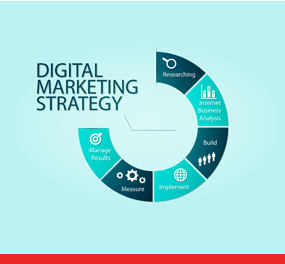 DIGITAL
MARKETING
STRATEGY
Researching
Internet
Business
Analysis
Build
Implement
Measure
Manage
Results